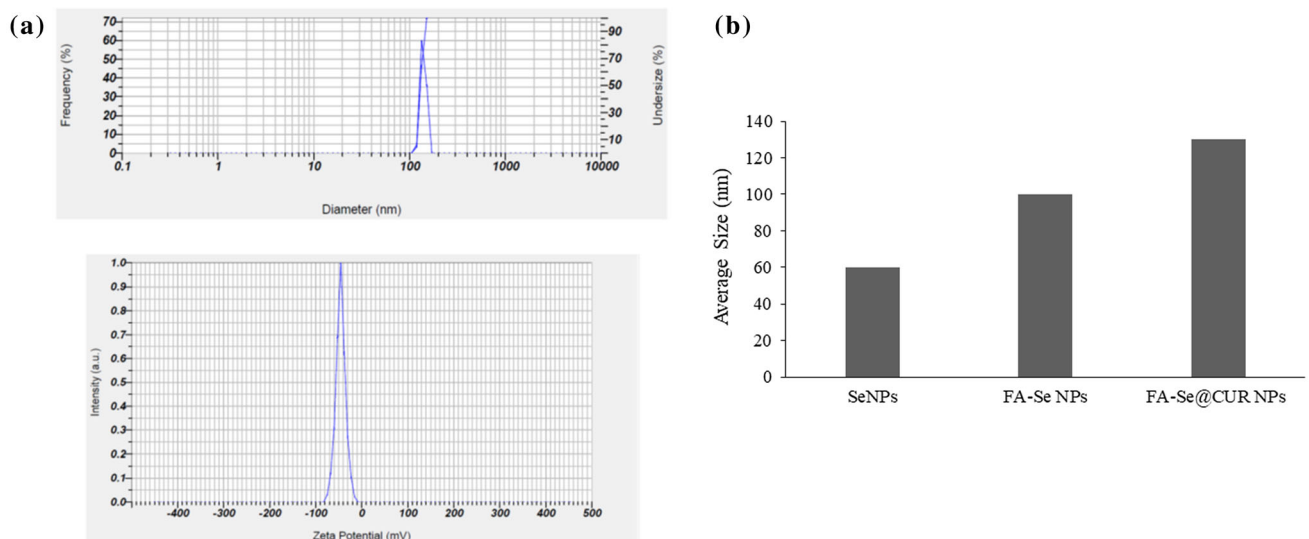 (a)
70
60
50
40
30
20
10
0
Frequency (%)
90
70
50
30
10
Undersize (%)
0.1 1 10 100 1000 10000
Diameter (nm)
1.0
0.9
0.8
0.7
0.6
0.5
0.4
0.3
0.2
0.1
0.0
Intensity (a.u.)
-400 -300 -200 -100 0 100 200 300 400 500
Zeta Potential (mV)
(b)
140
120
100
80
60
40
20
0
Average Size (nm)
SeNPs FA-Se NPs FA-Se@CUR NPs